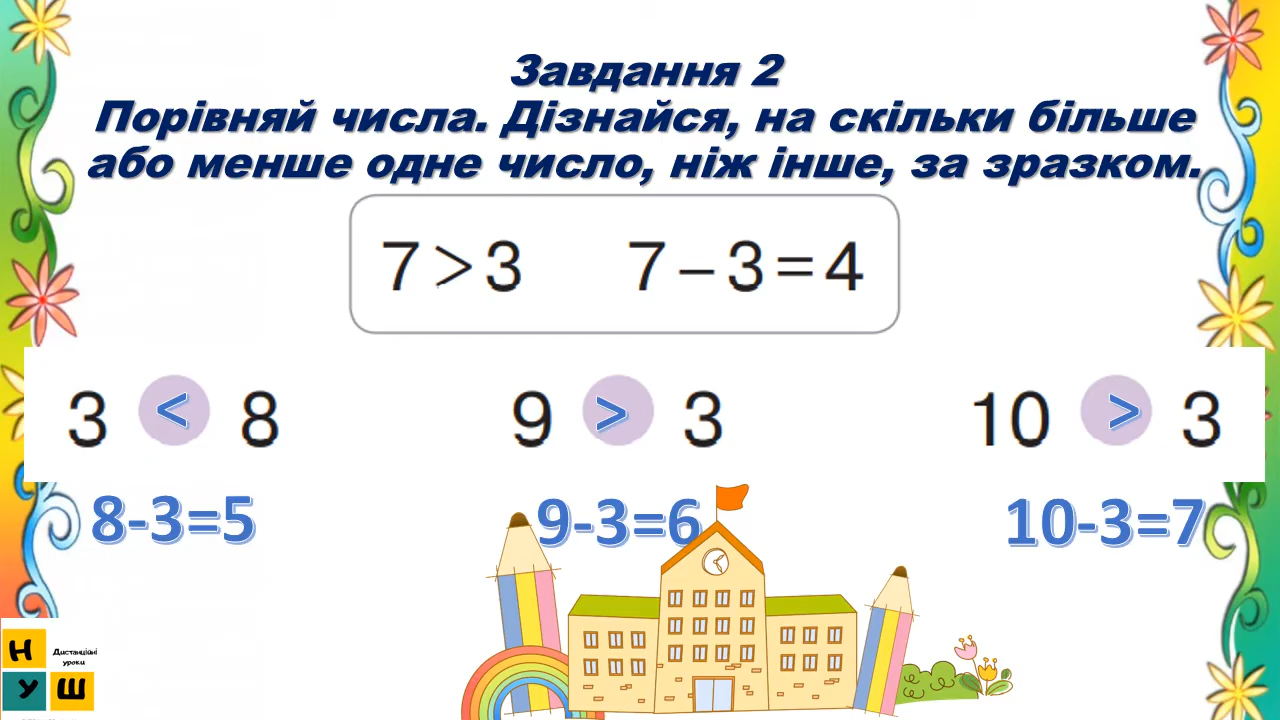 Завдання 2
Порівняй числа. Дізнайся, на скільки більше
або менше одне число, ніж інше, за зразком.
7 > 3 7 – 3 = 4
3 < 8 9 > 3 10 > 3
8-3=5 9-3=6 10-3=7
Н Дистанційні
уроки
У Ш